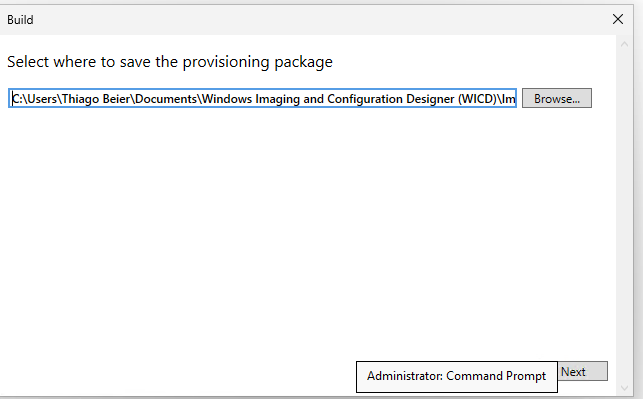 Build
Select where to save the provisioning package
C:\Users\Thiago Beier\Documents\Windows Imaging and Configuration Designer (WICD)\Im
Browse...
Administrator: Command Prompt
Next